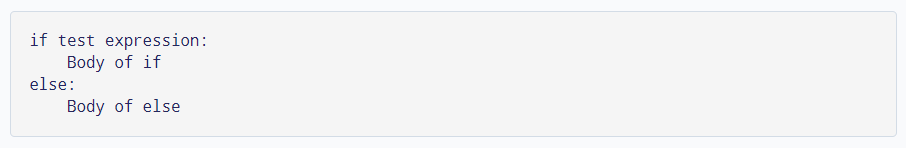 if test expression:
    Body of if
else:
    Body of else